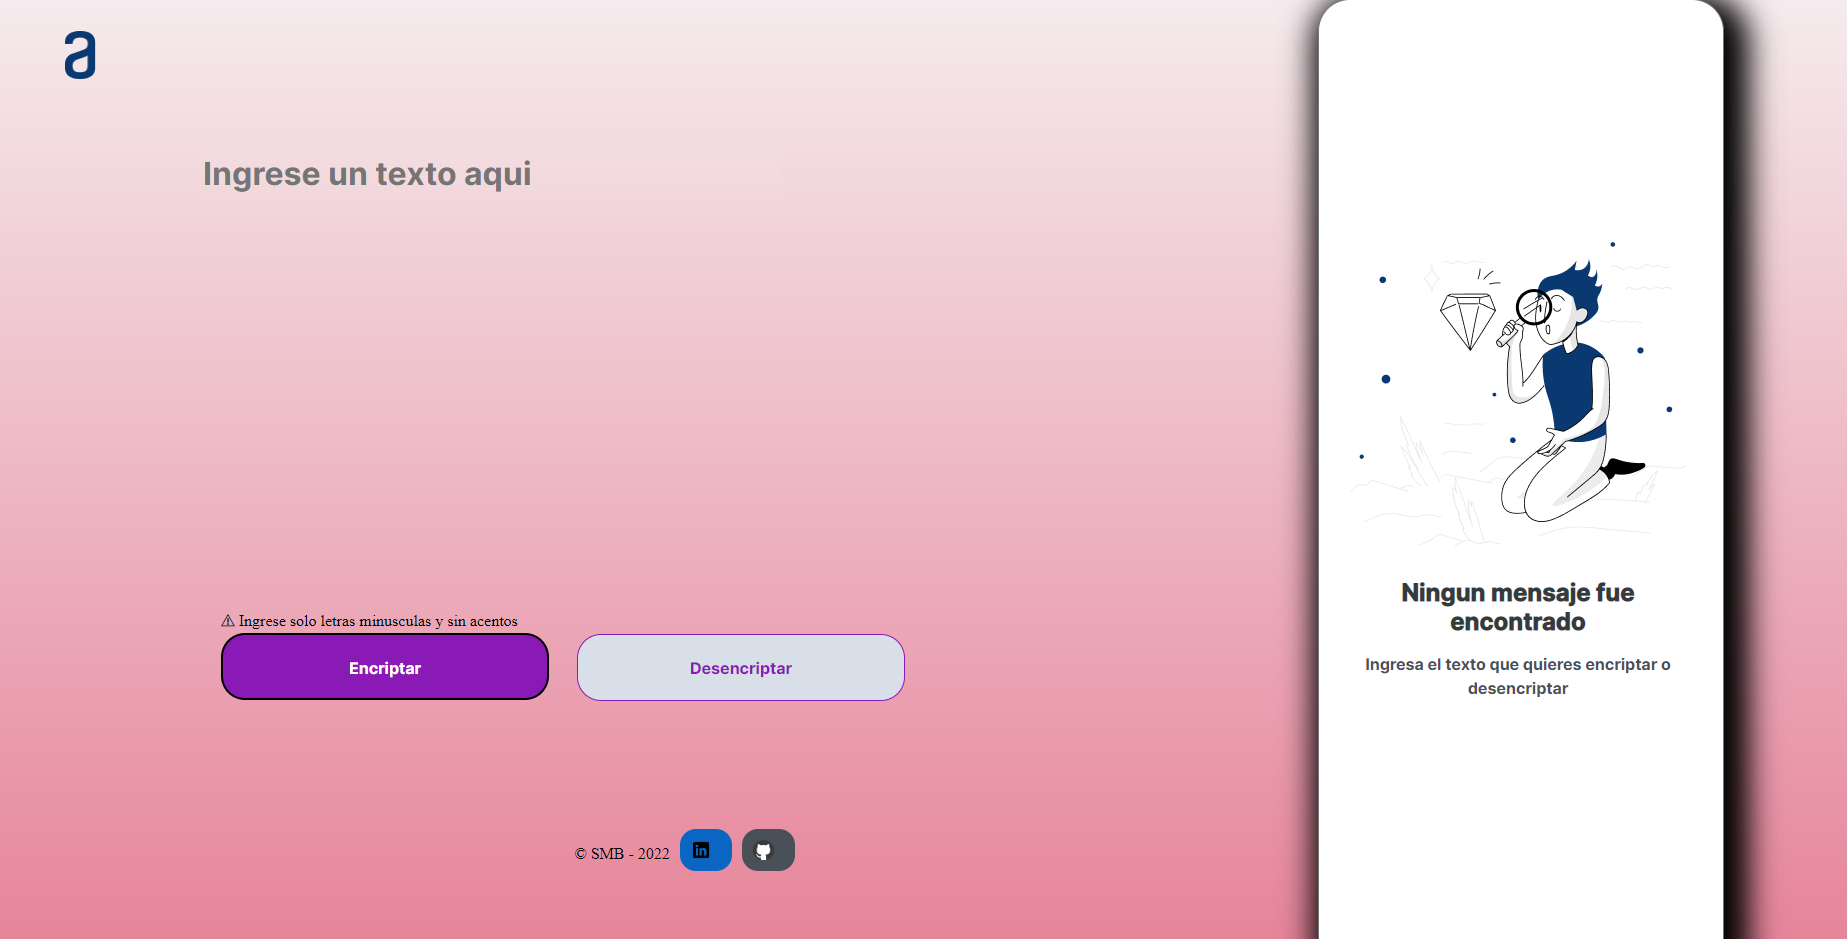 a
Ingrese un texto aqui
⚠ Ingrese solo letras minusculas y sin acentos
Encriptar
Desencriptar
© SMB - 2022
in
Ningun mensaje fue
encontrado
Ingresa el texto que quieres encriptar o
desencriptar